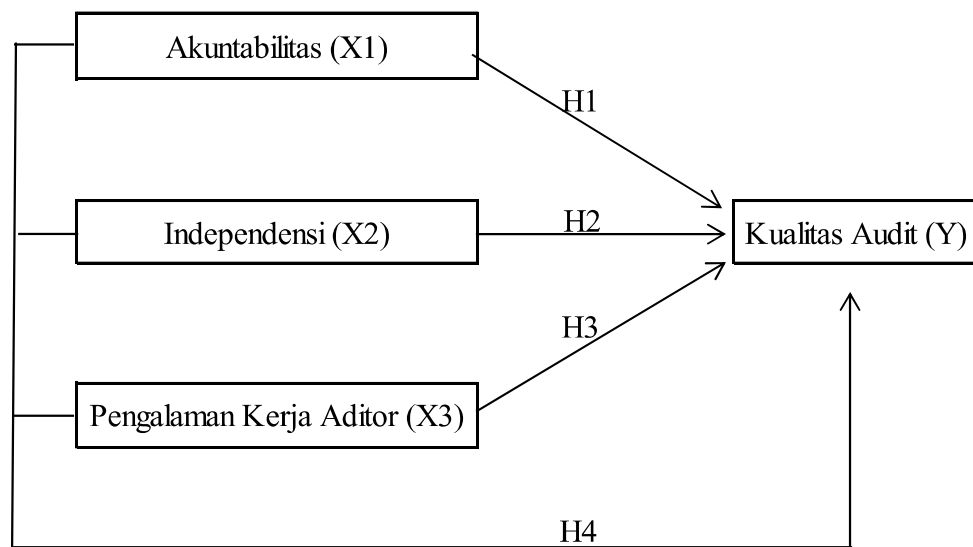 Akuntabilitas (X1)
H1
Independensi (X2)
H2
Kualitas Audit (Y)
H3
Pengalaman Kerja Aditor (X3)
H4